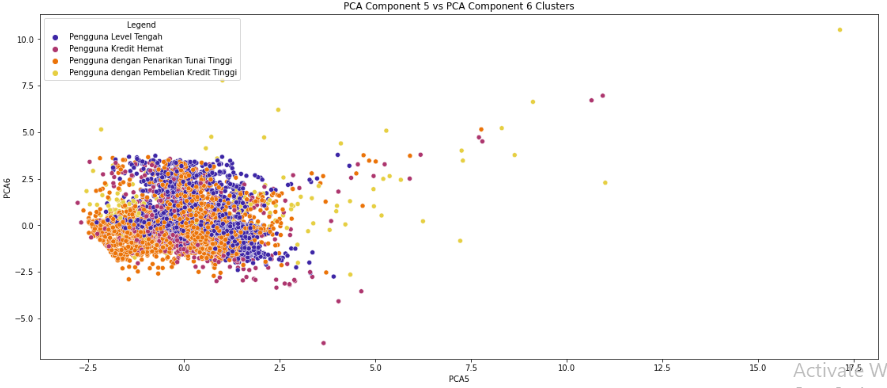 PCA Component 5 vs PCA Component 6 Clusters
Legend
Pengguna Level Tengah
Pengguna Kredit Hemat
Pengguna dengan Penarikan Tunai Tinggi
Pengguna dengan Pembelian Kredit Tinggi
10.0
7.5
5.0
2.5
0.0
−2.5
−5.0
PCA6
−2.5 0.0 2.5 5.0 7.5 10.0 12.5 15.0 17.5
PCA5
Activate W